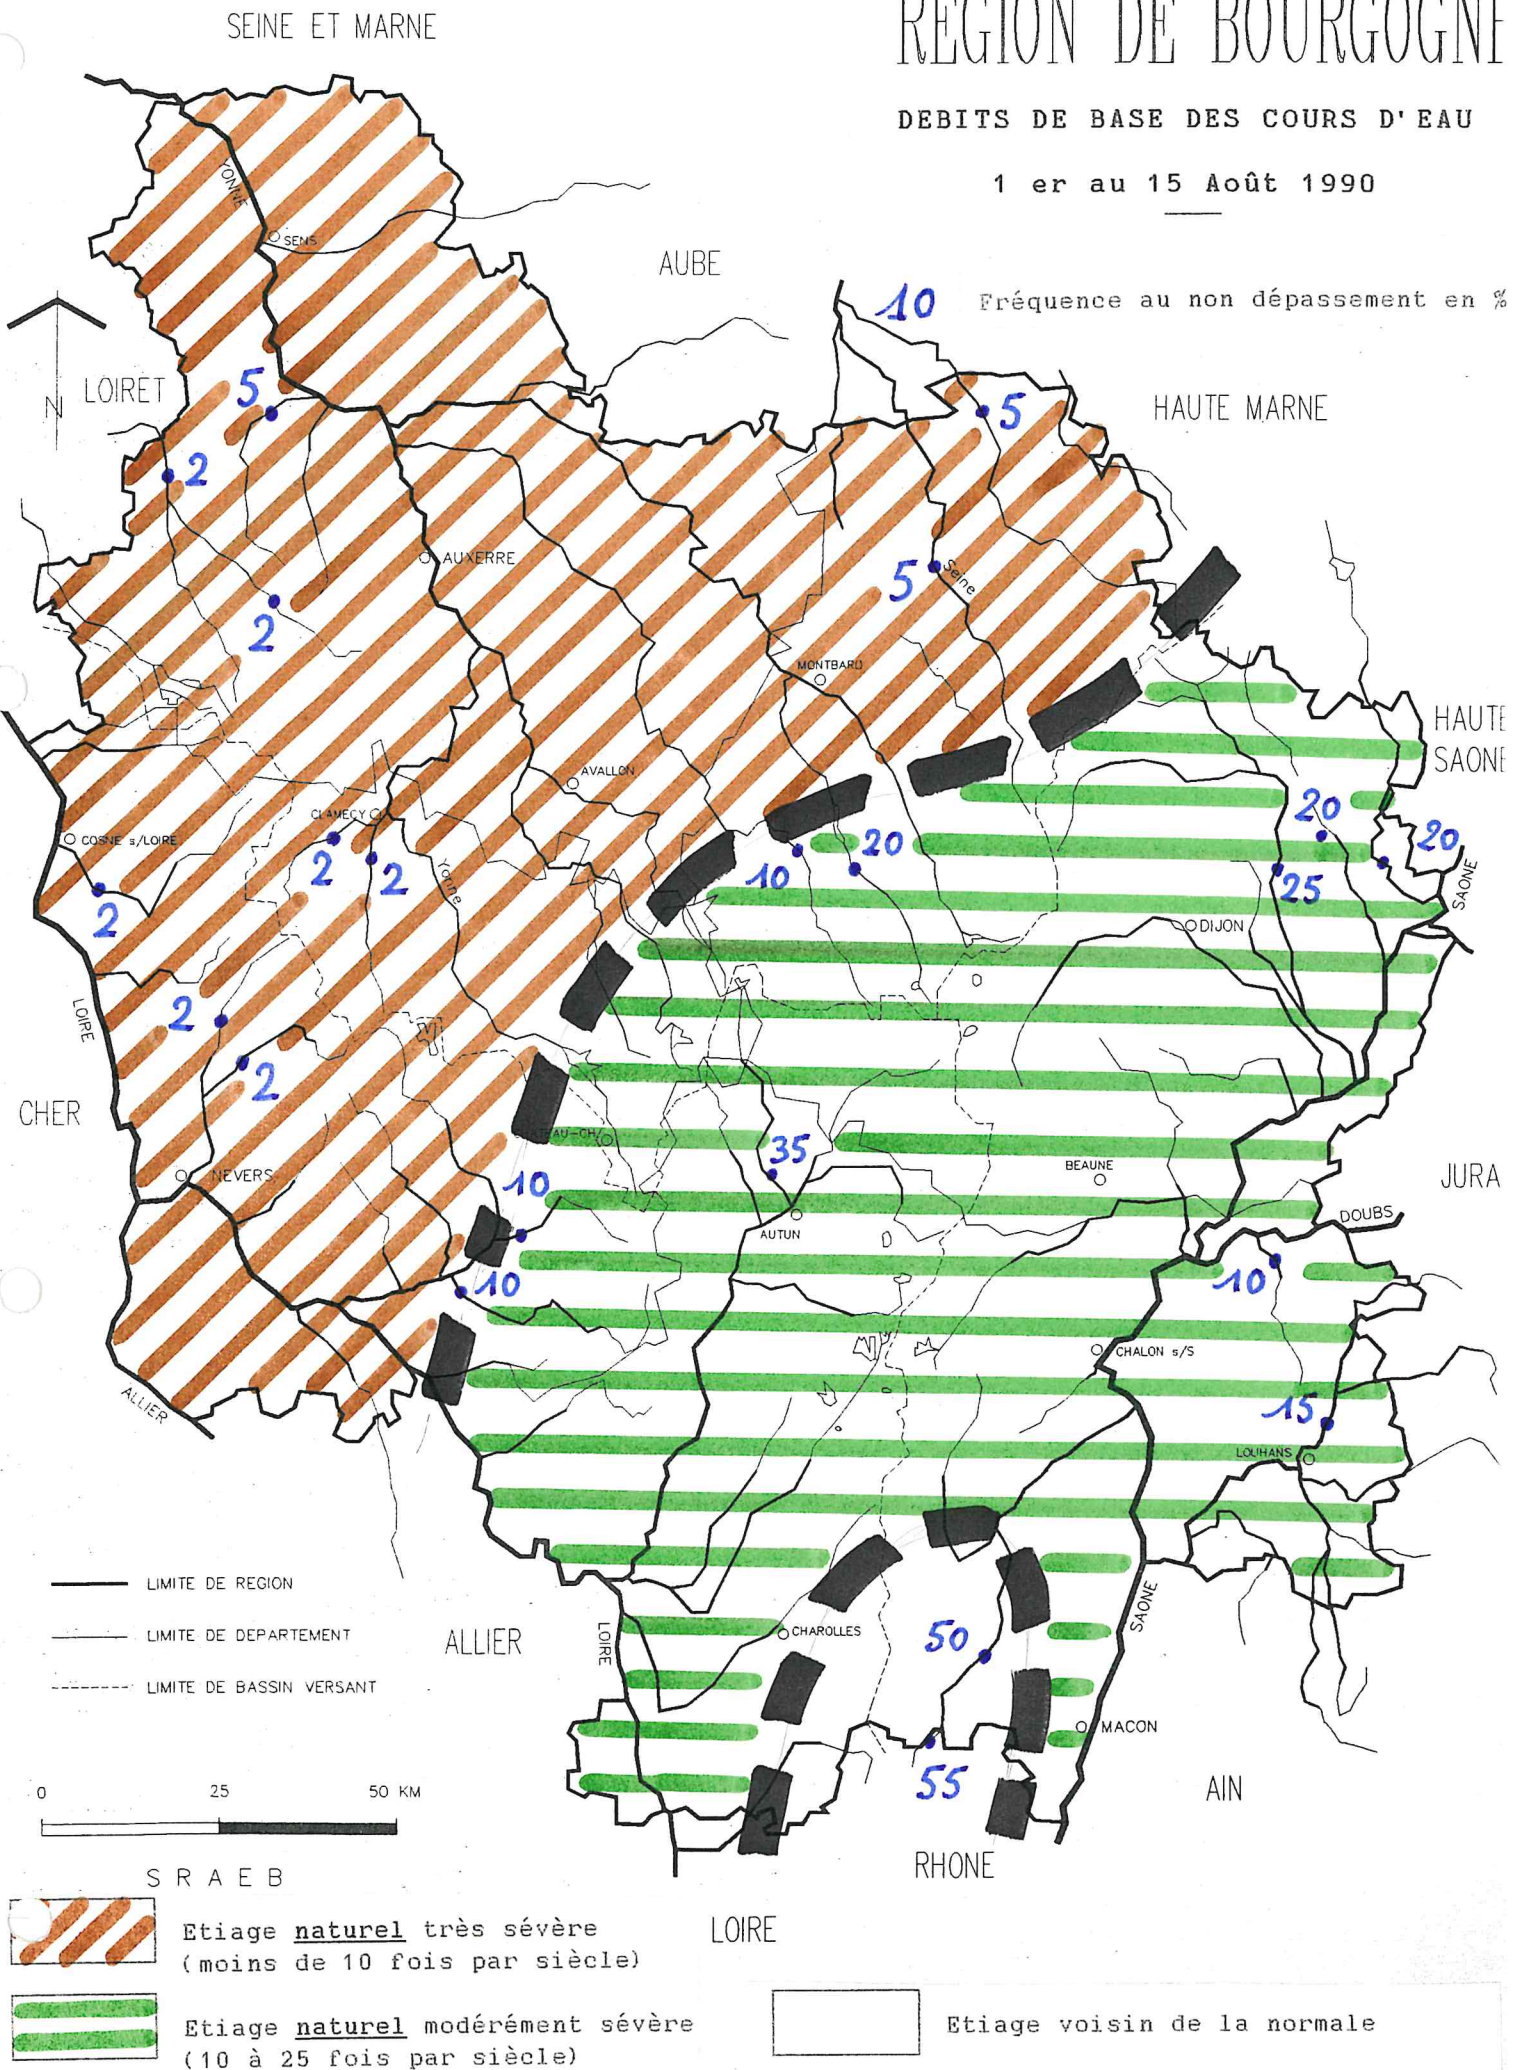 SEINE ET MARNE
REGION DE BOURGOGNE
DEBITS DE BASE DES COURS D'EAU
1 er au 15 Août 1990
10 Fréquence au non dépassement en %
YONNE
SENS
AUBE
N
LOIRET
HAUTE MARNE
5
5
2
AUXERRE
5
Seine
2
MONTBARD
HAUTE
SAONE
AVALLON
CLAMECY
COSNE s/LOIRE
20
20
20
2
2
Yonne
10
25
2
SAONE
DIJON
LOIRE
2
2
CHER
CHATEAU-CH/
35
BEAUNE
JURA
NEVERS
10
DOUBS
AUTUN
10
10
CHALON s/S
ALLIER
15
LOUHANS
LIMITE DE REGION
LIMITE DE DEPARTEMENT
LIMITE DE BASSIN VERSANT
ALLIER
LOIRE
CHAROLLES
50
SAONE
MACON
55
AIN
0 25 50 KM
RHONE
SRAEB
LOIRE
Etiage naturel très sévère
(moins de 10 fois par siècle)
Etiage naturel modérément sévère
(10 à 25 fois par siècle)
Etiage voisin de la normale